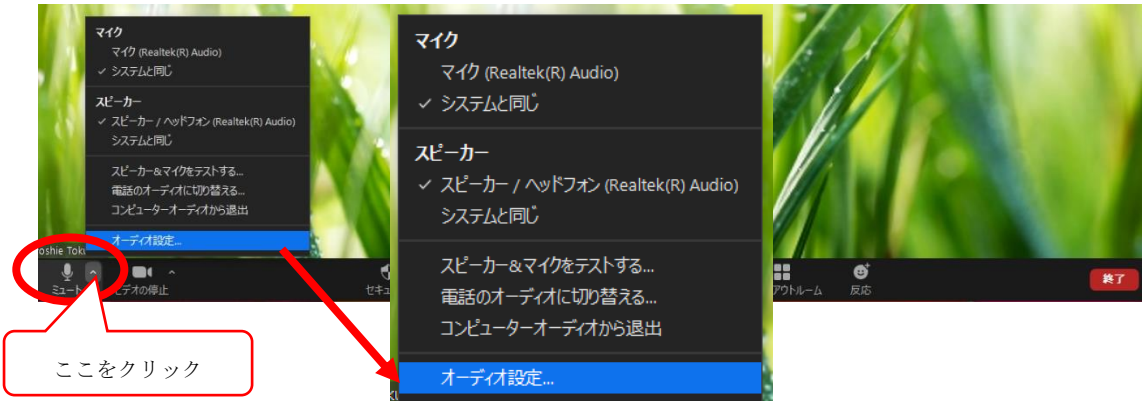 マイク
マイク (Realtek(R) Audio)
✓ システムと同じ
スピーカー
✓ スピーカー / ヘッドフォン (Realtek(R) Audio)
システムと同じ
スピーカー&マイクをテストする...
電話のオーディオに切り替える...
コンピューターオーディオから退出
オーディオ設定...
oshie Toku
ミュート
ビデオの停止
セキュ
ここをクリック
マイク
マイク (Realtek(R) Audio)
✓ システムと同じ
スピーカー
✓ スピーカー / ヘッドフォン (Realtek(R) Audio)
システムと同じ
スピーカー&マイクをテストする...
電話のオーディオに切り替える...
コンピューターオーディオから退出
オーディオ設定...
アウトルーム
反応
終了